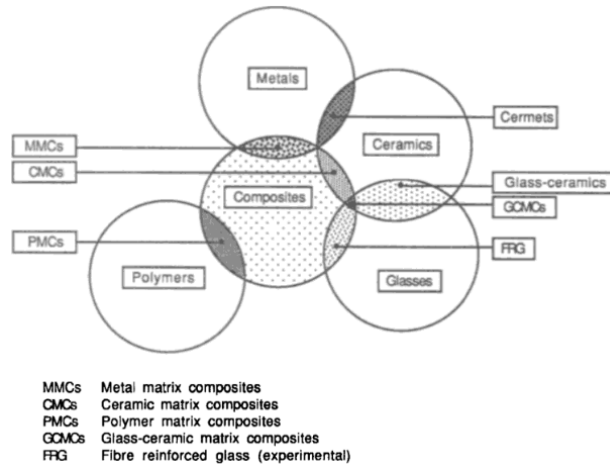 Metals
Cermets
MMCs
Ceramics
CMCs
Glass-ceramics
Composites
GCMCs
PMCs
FRG
Polymers
Glasses
MMCs Metal matrix composites
CMCs Ceramic matrix composites
PMCs Polymer matrix composites
GCMCs Glass-ceramic matrix composites
FRG Fibre reinforced glass (experimental)